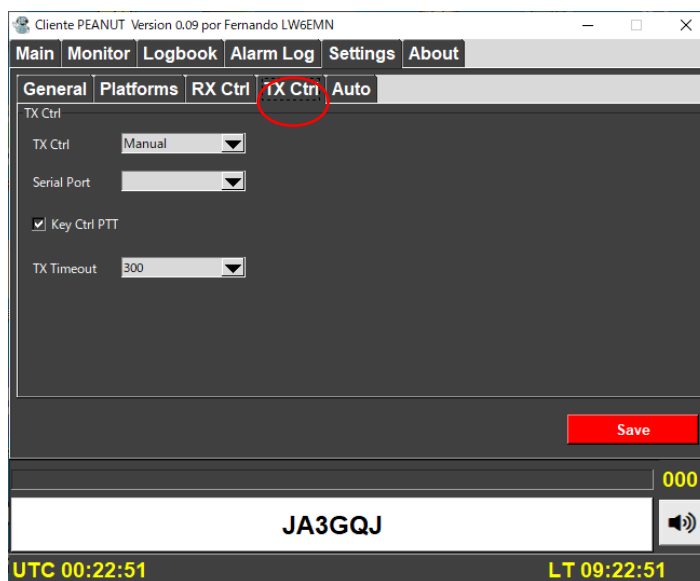 Cliente PEANUT Version 0.09 por Fernando LW6EMN
Main Monitor Logbook Alarm Log Settings About
General Platforms RX Ctrl TX Ctrl Auto
TX Ctrl
TX Ctrl Manual
Serial Port
Key Ctrl PTT
TX Timeout 300
Save
000
JA3GQJ
UTC 00:22:51 LT 09:22:51